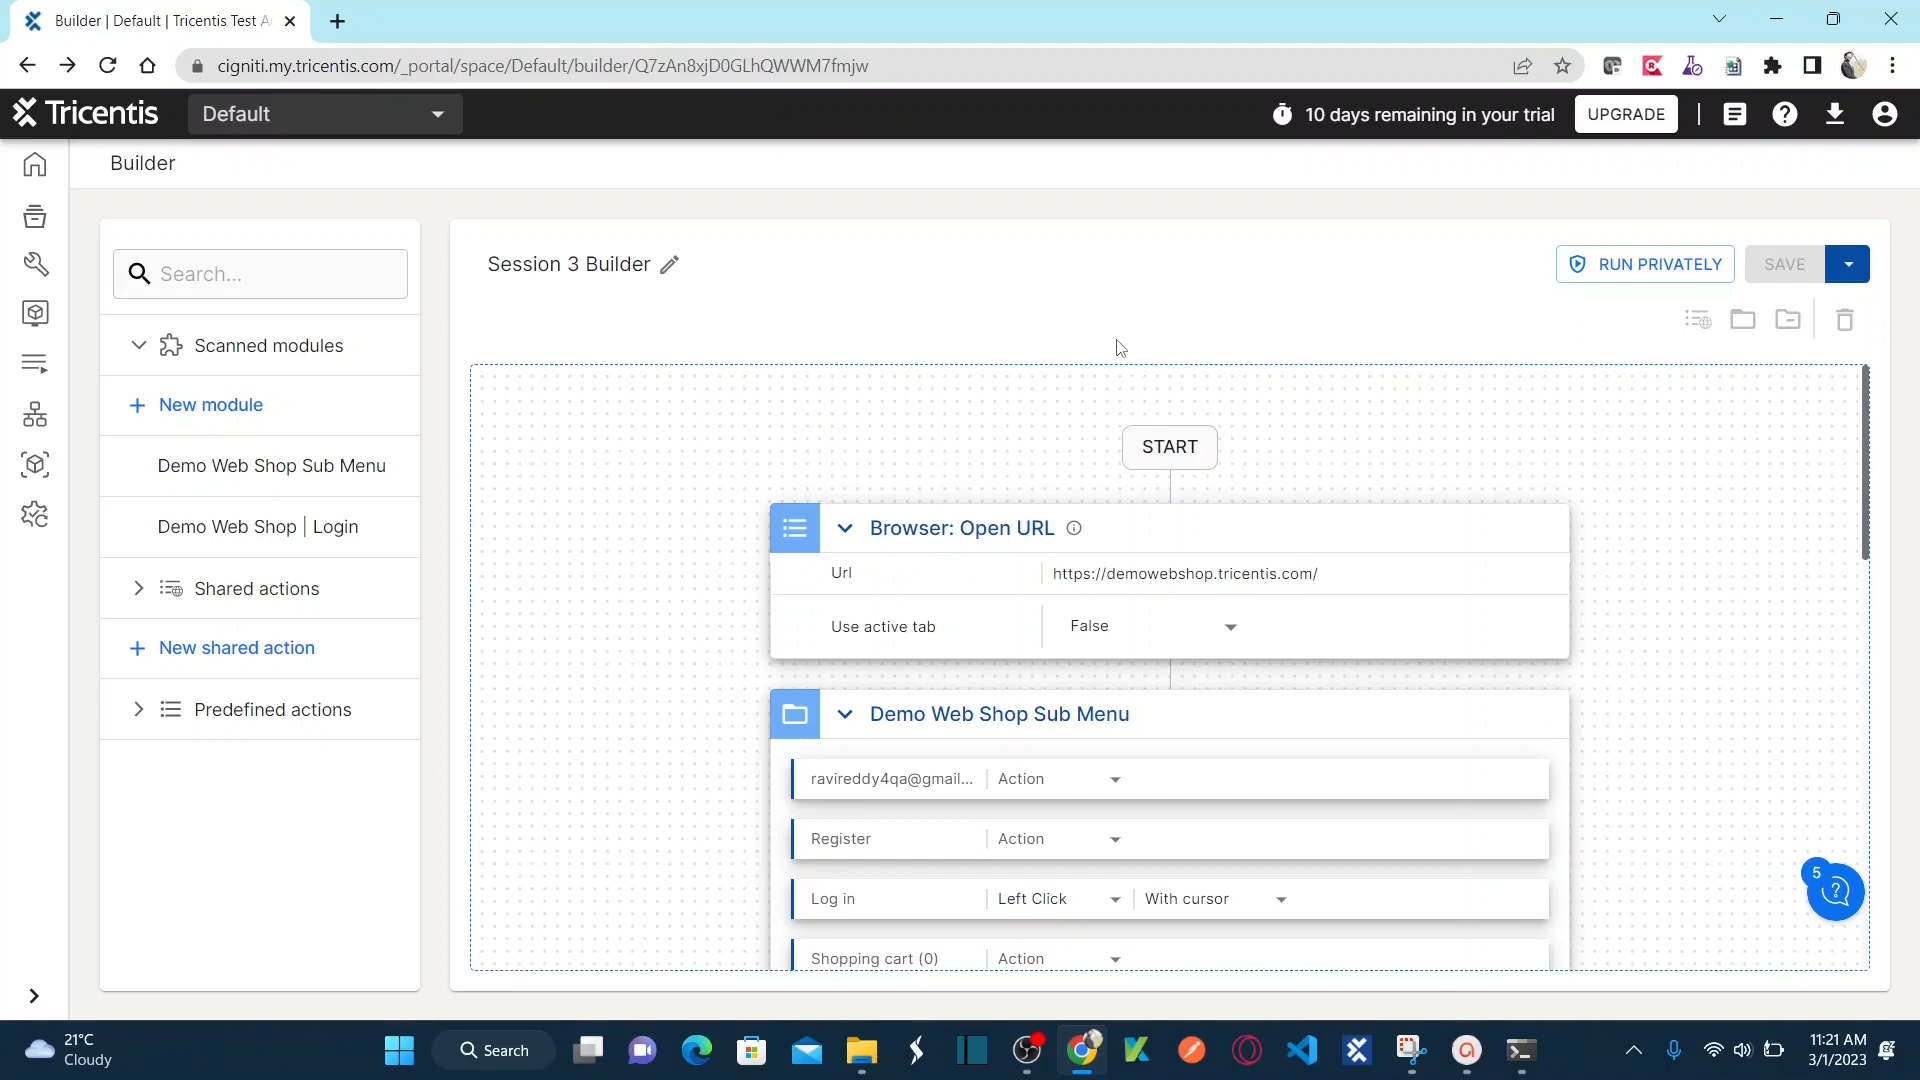 Builder | Default | Tricentis Test A
cigniti.my.tricentis.com/_portal/space/Default/builder/Q7zAn8xjD0GLhQWWM7fmjw
Tricentis
Default
10 days remaining in your trial
UPGRADE
Builder
Search...
Scanned modules
New module
Demo Web Shop Sub Menu
Demo Web Shop | Login
Shared actions
New shared action
Predefined actions
Session 3 Builder
RUN PRIVATELY
SAVE
START
Browser: Open URL
Url https://demowebshop.tricentis.com/
Use active tab False
Demo Web Shop Sub Menu
ravireddy4qa@gmail... Action
Register Action
Log in Left Click With cursor
Shopping cart (0) Action
5
21°C
Cloudy
Search
11:21 AM
3/1/2023